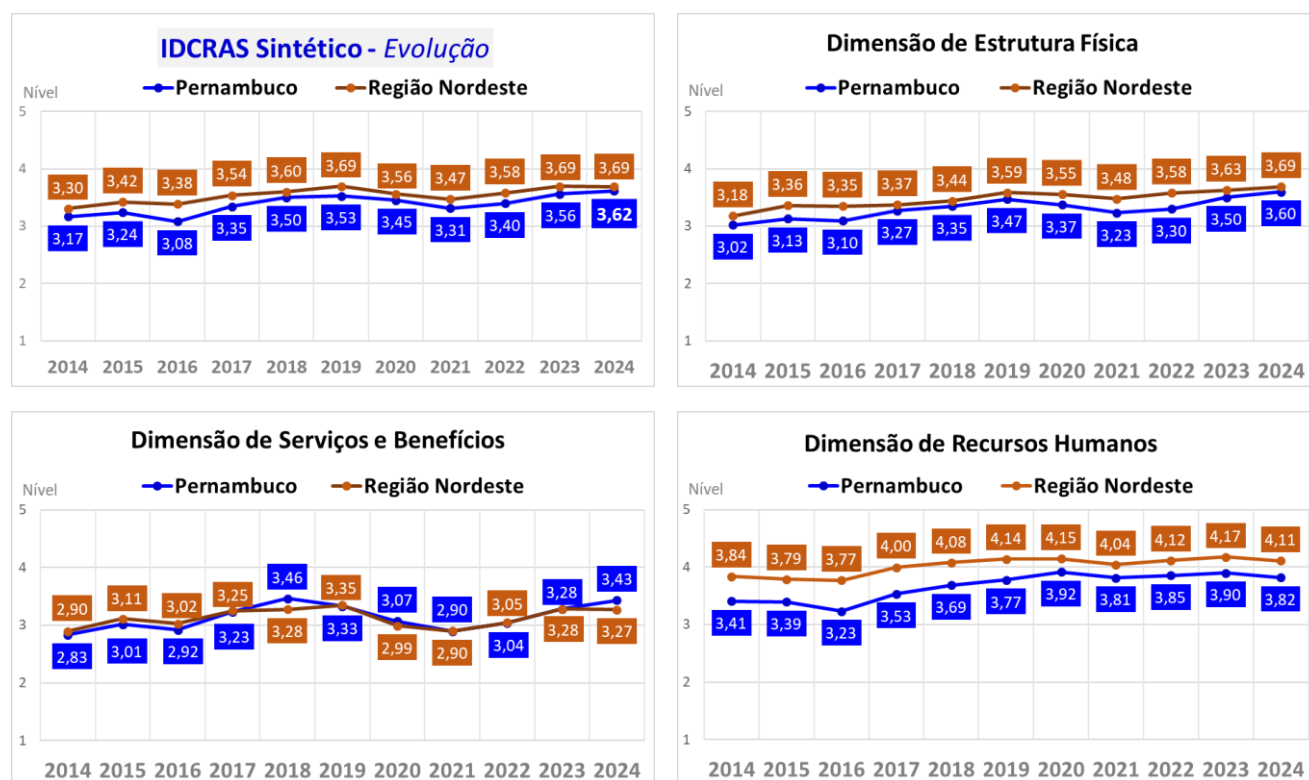 IDCRAS Sintético - Evolução
Pernambuco Região Nordeste
Nível
5
4
3
2
1
3,30 3,42 3,38 3,54 3,60 3,69 3,56 3,47 3,58 3,69 3,69
3,17 3,24 3,08 3,35 3,50 3,53 3,45 3,31 3,40 3,56 3,62
2014 2015 2016 2017 2018 2019 2020 2021 2022 2023 2024
Dimensão de Estrutura Física
Pernambuco Região Nordeste
Nível
5
4
3
2
1
3,18 3,36 3,35 3,37 3,44 3,59 3,55 3,48 3,58 3,63 3,69
3,02 3,13 3,10 3,27 3,35 3,47 3,37 3,23 3,30 3,50 3,60
2014 2015 2016 2017 2018 2019 2020 2021 2022 2023 2024
Dimensão de Serviços e Benefícios
Pernambuco Região Nordeste
Nível
5
4
3
2
1
2,90 3,11 3,02 3,25 3,46 3,35 3,07 2,90 3,05 3,28 3,43
2,83 3,01 2,92 3,23 3,28 3,33 2,99 2,90 3,04 3,28 3,27
2014 2015 2016 2017 2018 2019 2020 2021 2022 2023 2024
Dimensão de Recursos Humanos
Pernambuco Região Nordeste
Nível
5
4
3
2
1
3,84 3,79 3,77 4,00 4,08 4,14 4,15 4,04 4,12 4,17 4,11
3,41 3,39 3,23 3,53 3,69 3,77 3,92 3,81 3,85 3,90 3,82
2014 2015 2016 2017 2018 2019 2020 2021 2022 2023 2024